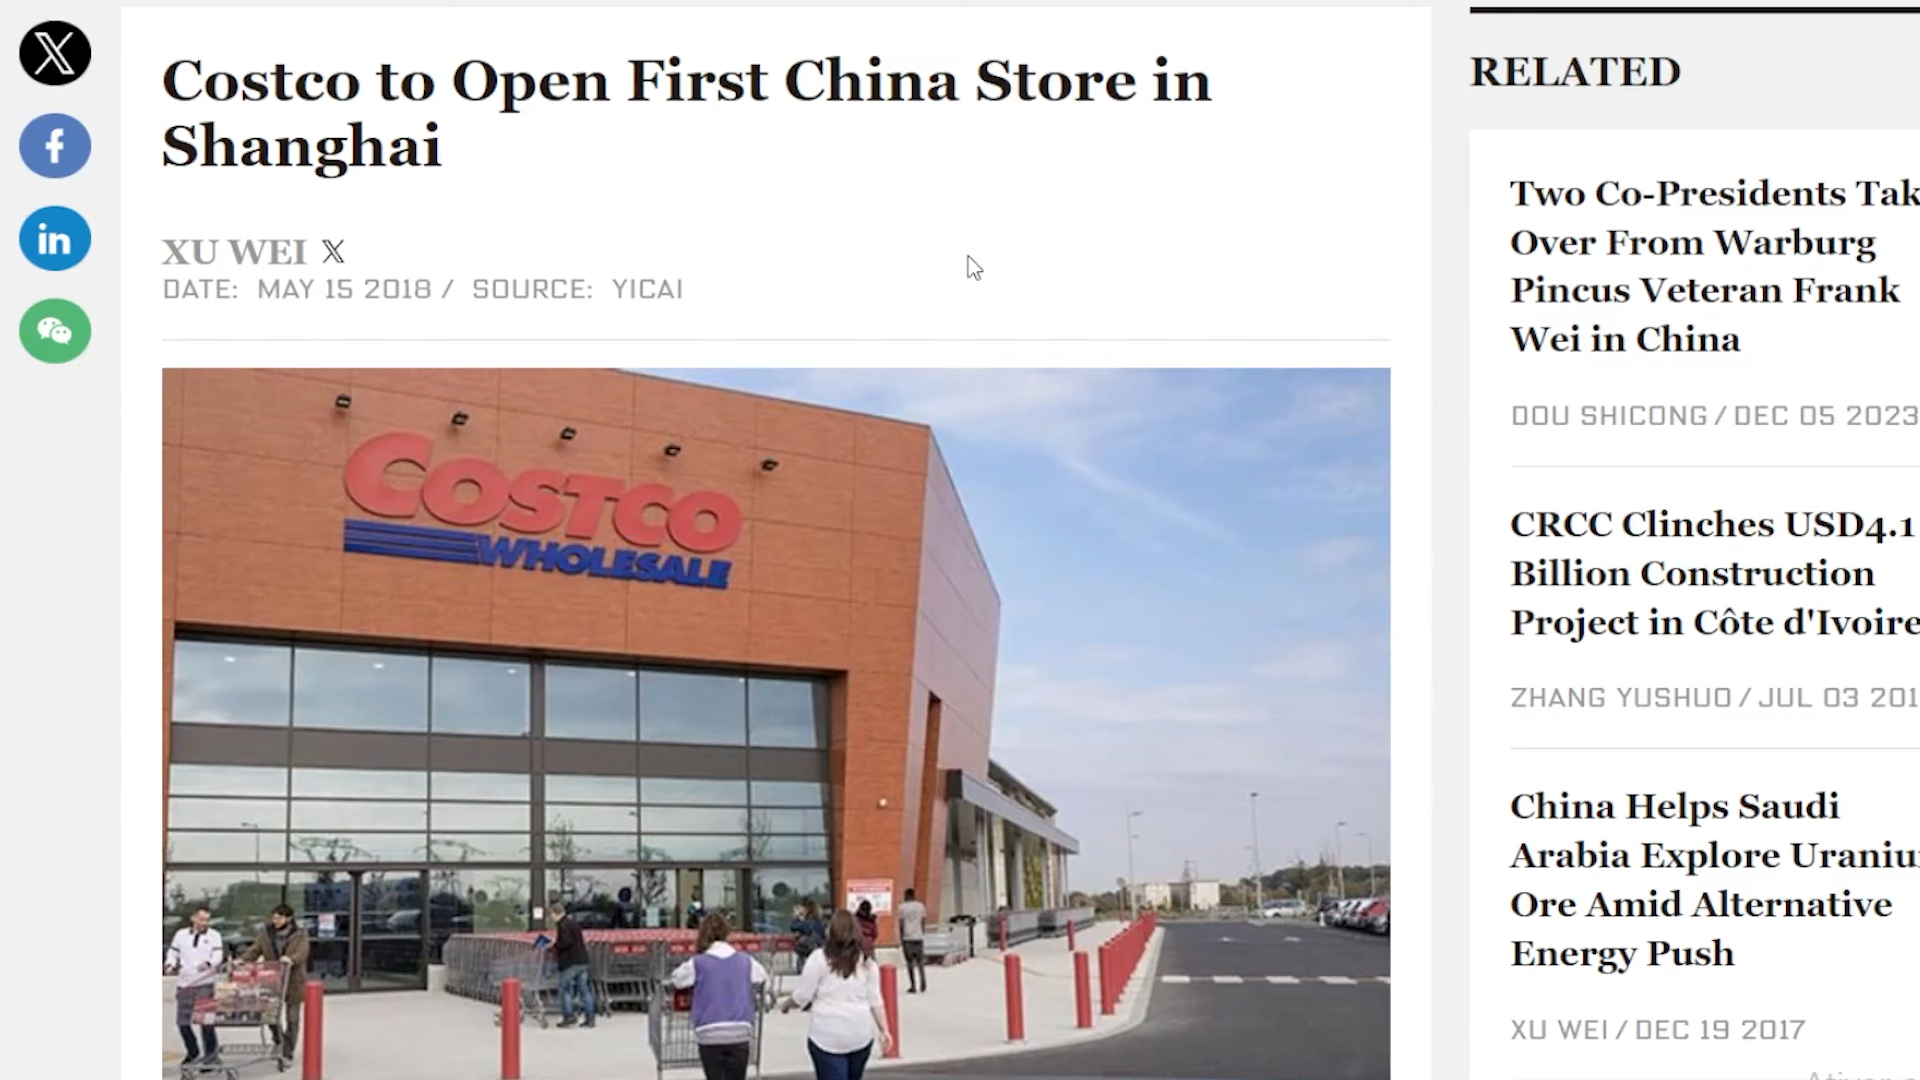 Costco to Open First China Store in
Shanghai
XU WEI
DATE: MAY 15 2018 / SOURCE: YICAI
COSTCO
WHOLESALE
RELATED
Two Co-Presidents Tak
Over From Warburg
Pincus Veteran Frank
Wei in China
DOU SHICONG / DEC 05 2023
CRCC Clinches USD4.1
Billion Construction
Project in Côte d'Ivoire
ZHANG YUSHUO / JUL 03 201
China Helps Saudi
Arabia Explore Uraniu
Ore Amid Alternative
Energy Push
XU WEI / DEC 19 2017